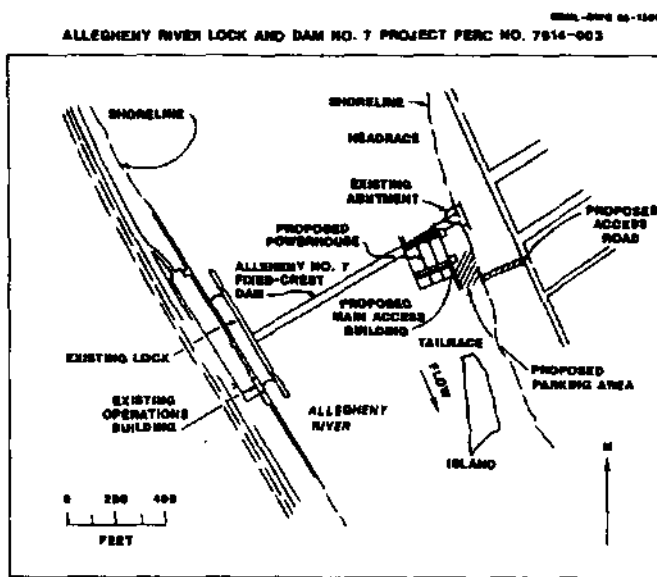 ALLEGHENY RIVER LOCK AND DAM NO. 7 PROJECT FERC NO. 7914-003
SHORELINE
SHORELINE
HEADRACE
EXISTING
ABUTMENT
PROPOSED
POWERHOUSE
PROPOSED
ACCESS
ROAD
ALLEGHENY NO. 7
FIXED-CREST
DAM
PROPOSED
MAIN ACCESS
BUILDING
EXISTING LOCK
TAILRACE
PROPOSED
PARKING AREA
FLOW
EXISTING
OPERATIONS
BUILDING
ALLEGHENY
RIVER
ISLAND
N
0 200 400
FEET